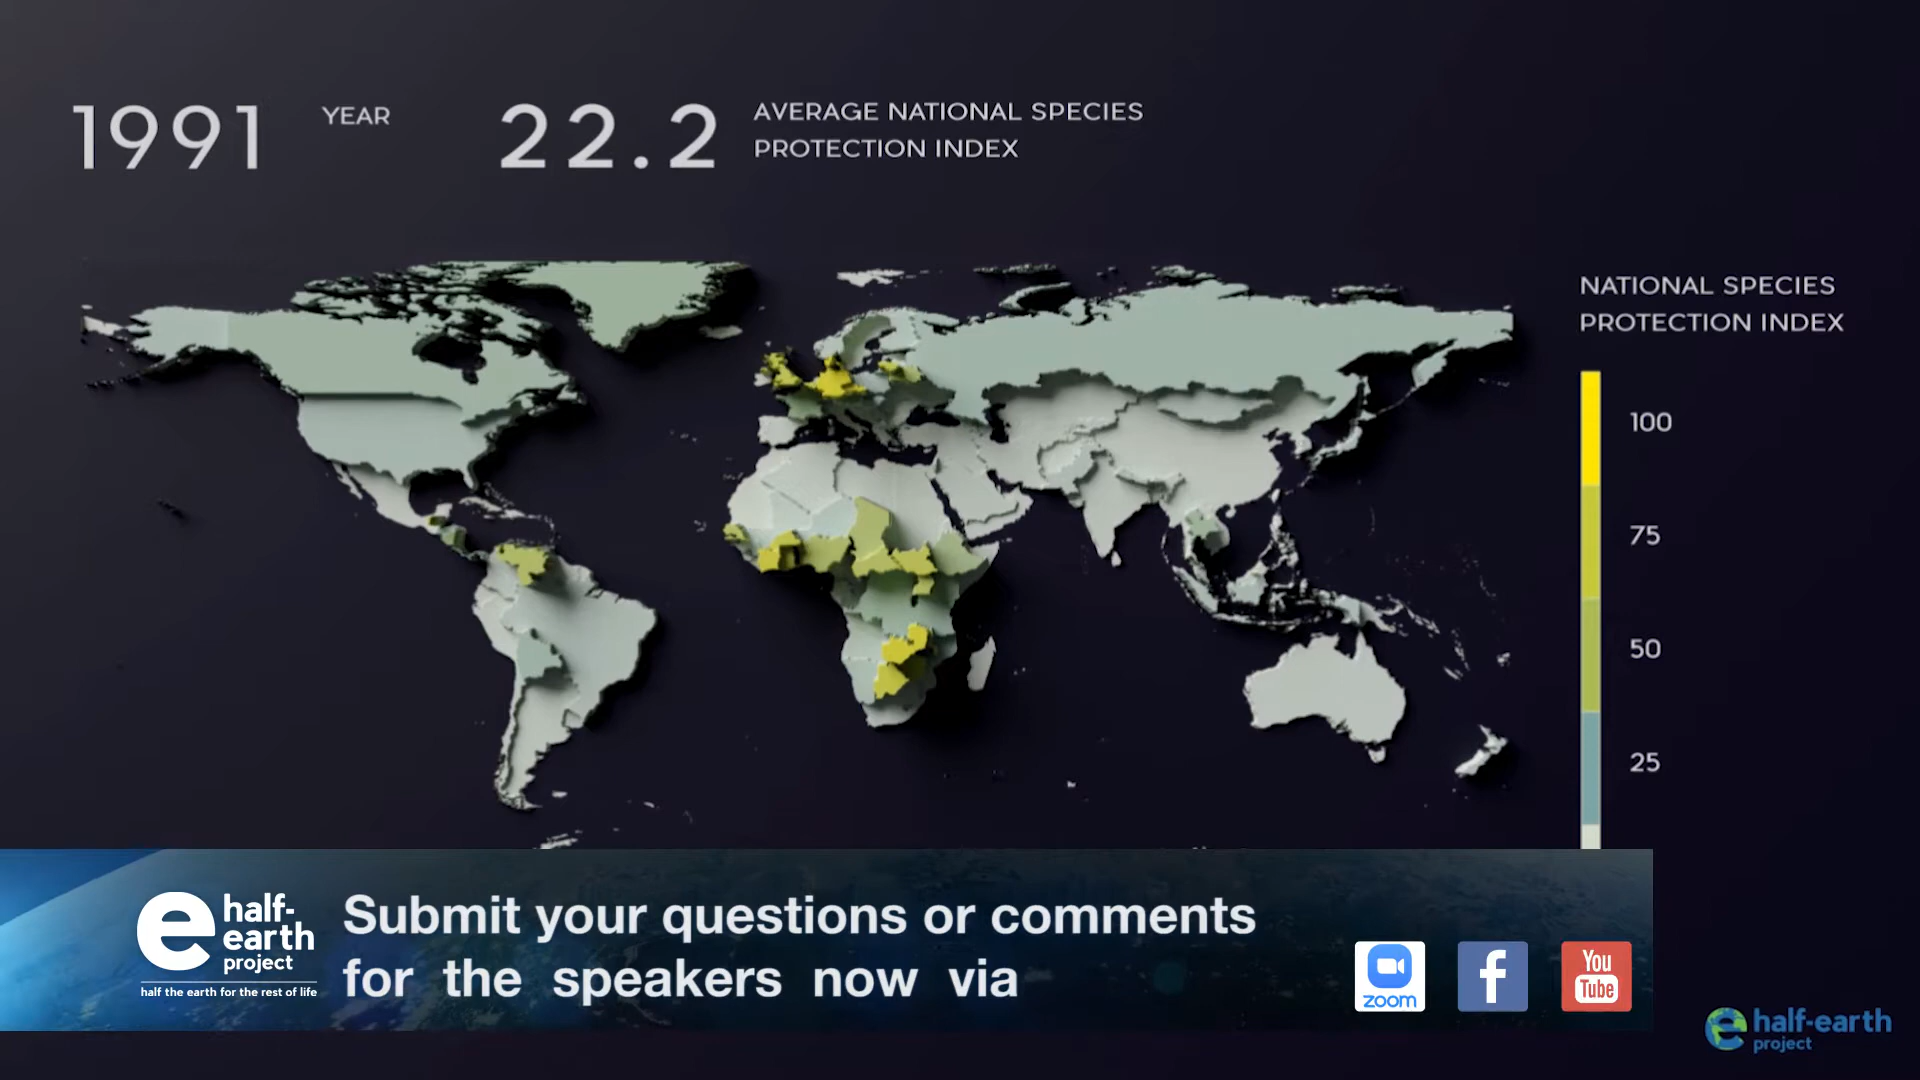 1991 YEAR 22.2 AVERAGE NATIONAL SPECIES
PROTECTION INDEX
NATIONAL SPECIES
PROTECTION INDEX
100
75
50
25
e half-
earth
project
half the earth for the rest of life
Submit your questions or comments
for the speakers now via
zoom
f
You
Tube
half-earth
project